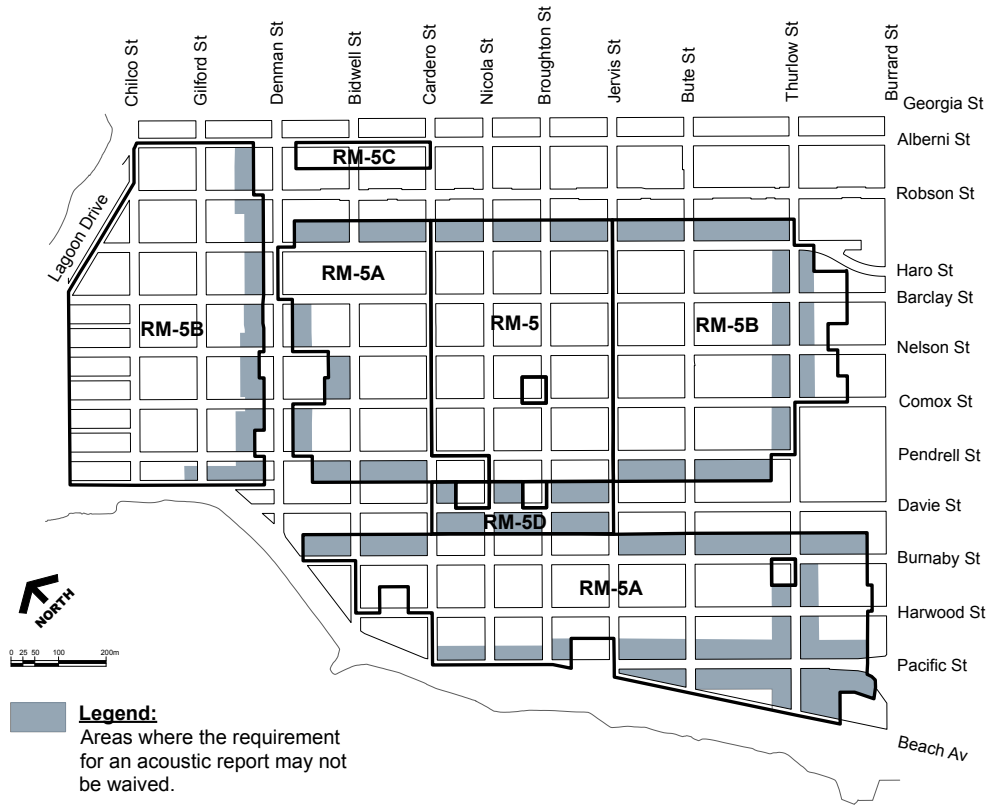 Chilco St
Gilford St
Denman St
Bidwell St
Cardero St
Nicola St
Broughton St
Jervis St
Bute St
Thurlow St
Burrard St
Georgia St
Alberni St
RM-5C
Robson St
Lagoon Drive
RM-5A
Haro St
Barclay St
RM-5B
RM-5
RM-5B
Nelson St
Comox St
Pendrell St
Davie St
RM-5D
Burnaby St
RM-5A
NORTH
Harwood St
0 25 50 100 200m
Pacific St
Legend:
Areas where the requirement
for an acoustic report may not
be waived.
Beach Av